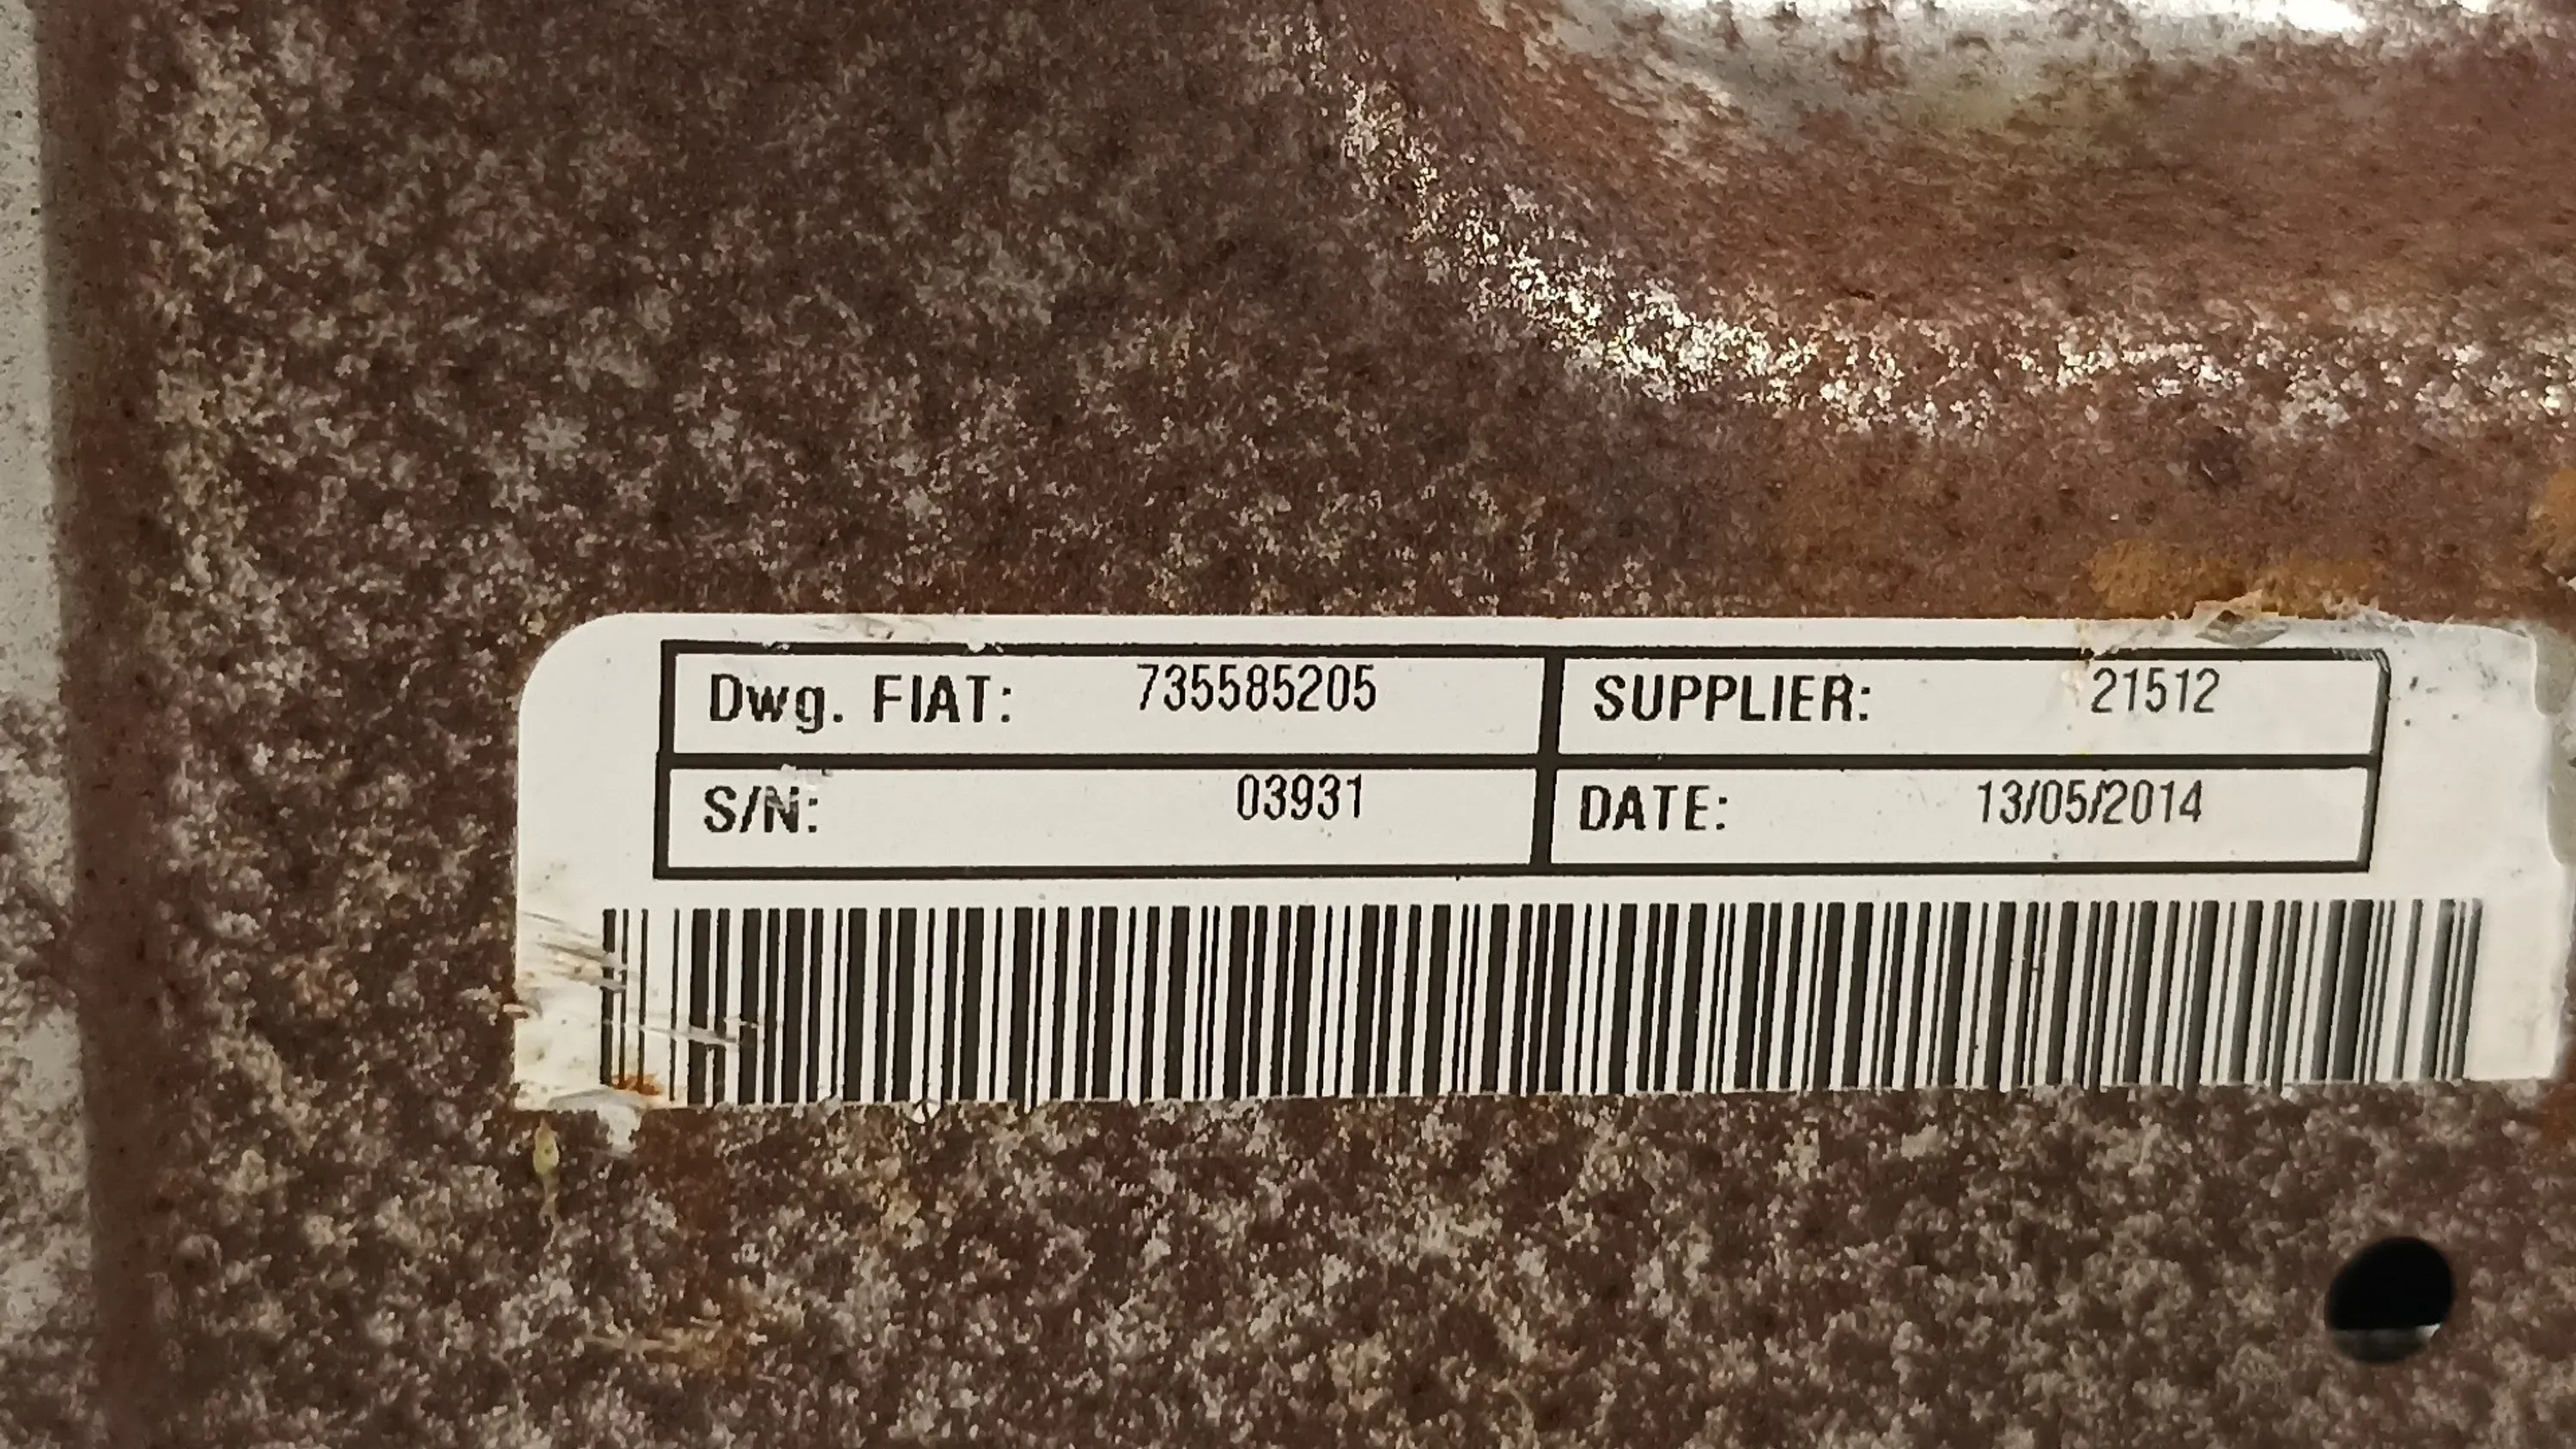 Dwg. FIAT: 735585205 SUPPLIER: 21512
S/N: 03931 DATE: 13/05/2014